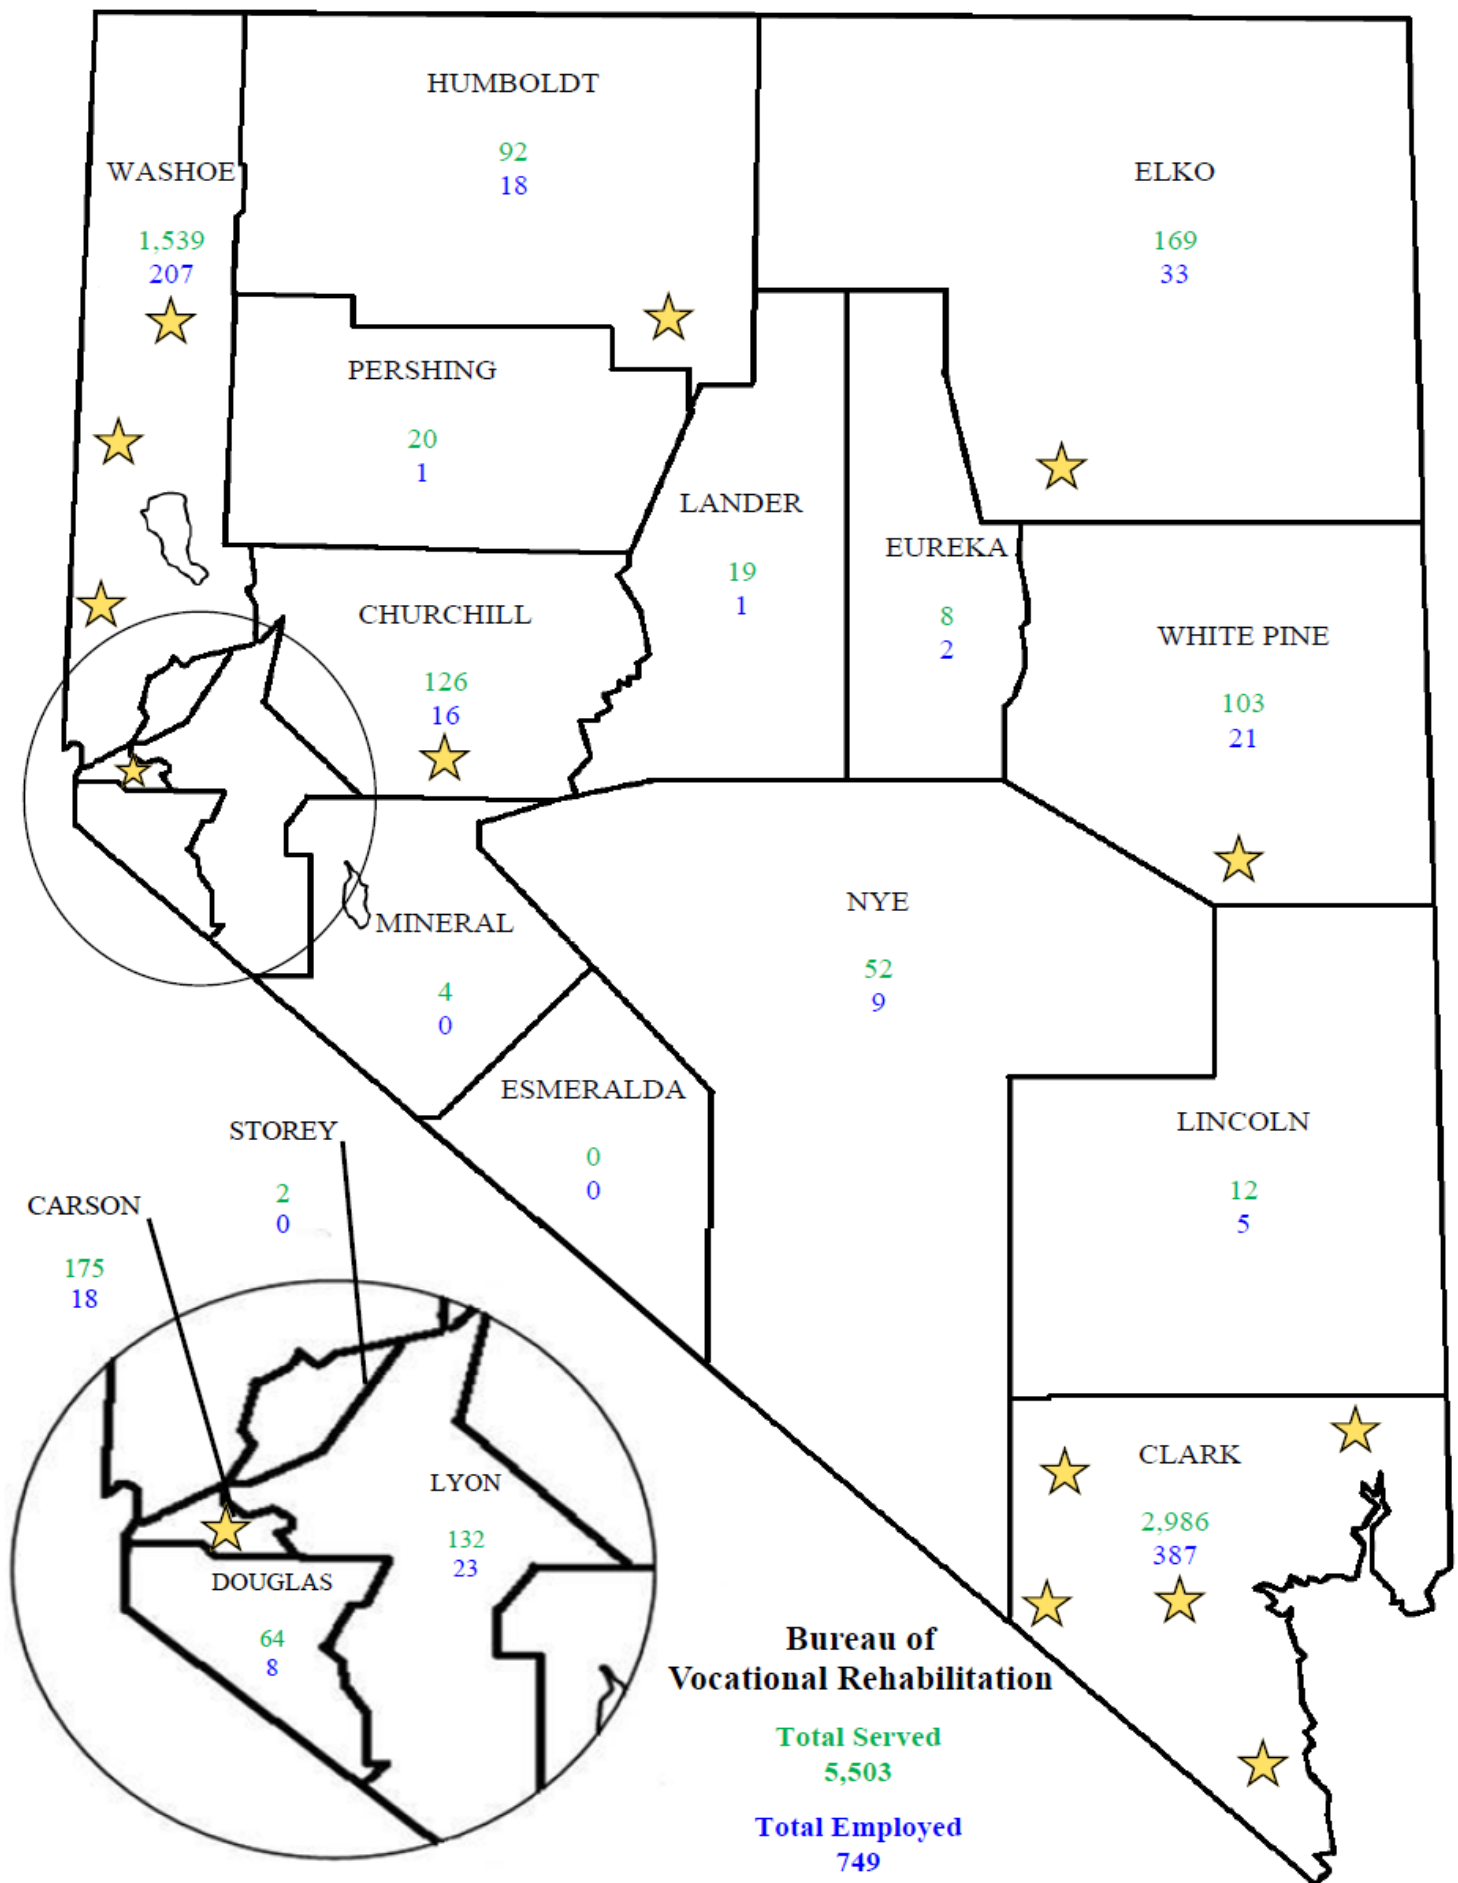 HUMBOLDT
92
18
WASHOE
1,539
207
ELKO
169
33
PERSHING
20
1
LANDER
19
1
EUREKA
8
2
CHURCHILL
126
16
WHITE PINE
103
21
NYE
52
9
MINERAL
4
0
ESMERALDA
0
0
LINCOLN
12
5
STOREY
2
0
CARSON
175
18
LYON
132
23
DOUGLAS
64
8
CLARK
2,986
387
Bureau of
Vocational Rehabilitation
Total Served
5,503
Total Employed
749